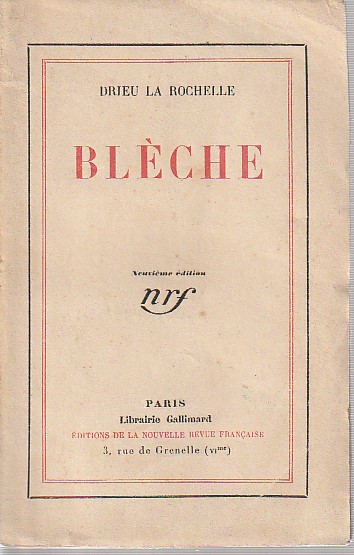 DRIEU LA ROCHELLE
BLÈCHE
Neuvième édition
nrf
PARIS
Librairie Gallimard
ÉDITIONS DE LA NOUVELLE REVUE FRANÇAISE
3, rue de Grenelle (VIme)